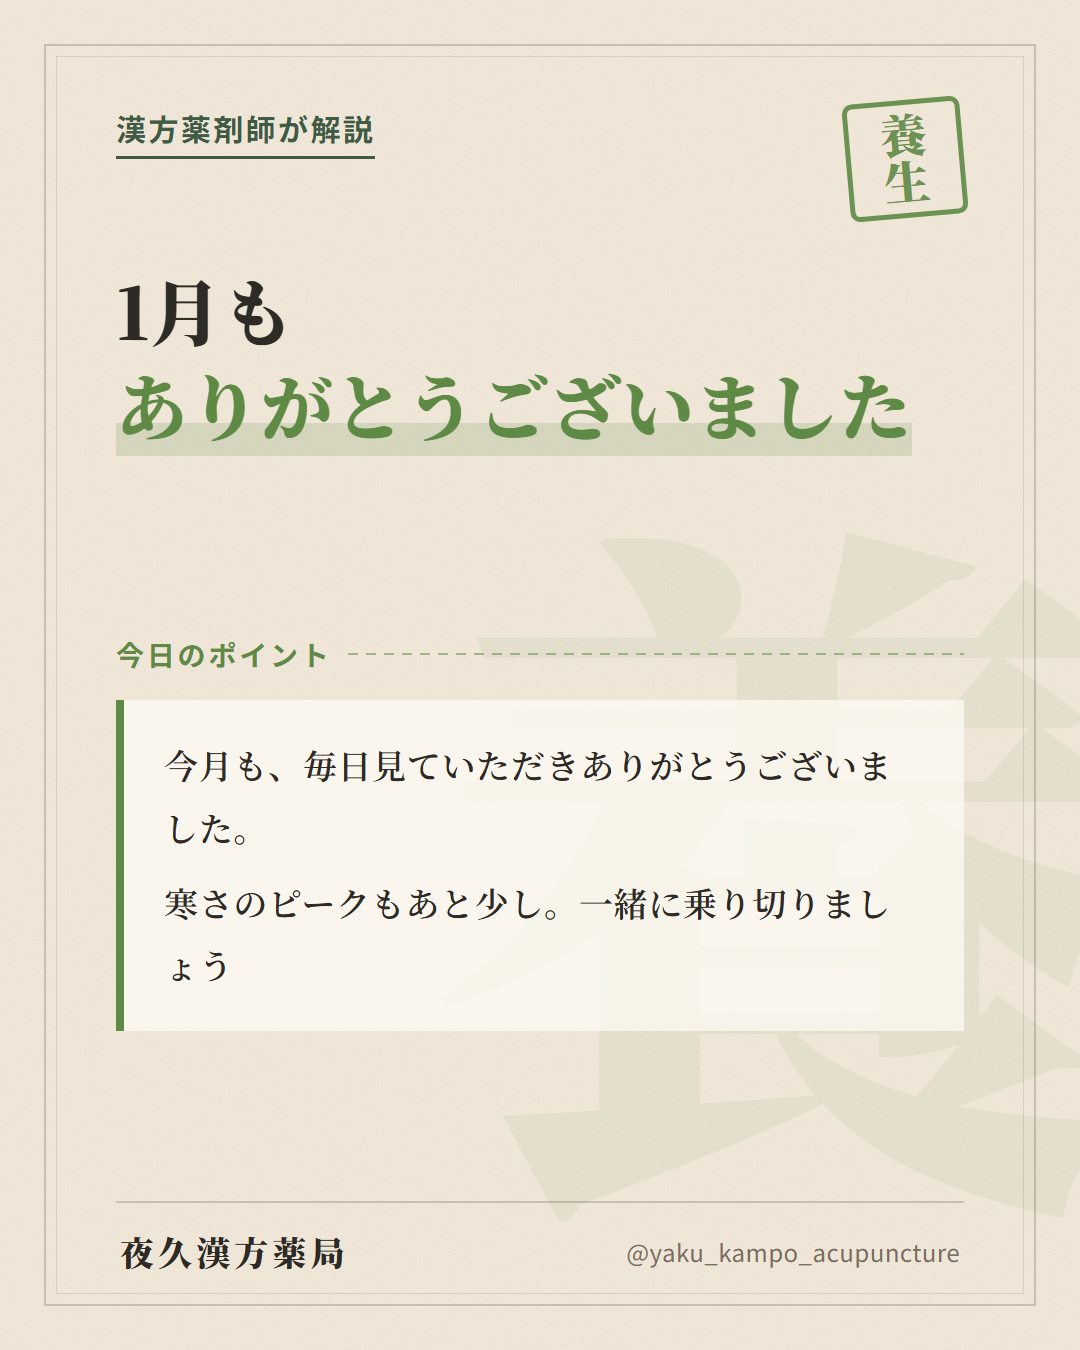 漢方薬剤師が解説
養生
1月も
ありがとうございました
今日のポイント
今月も、毎日見ていただきありがとうございま
した。
寒さのピークもあと少し。一緒に乗り切りまし
ょう
養
夜久漢方薬局
@yaku_kampo_acupuncture